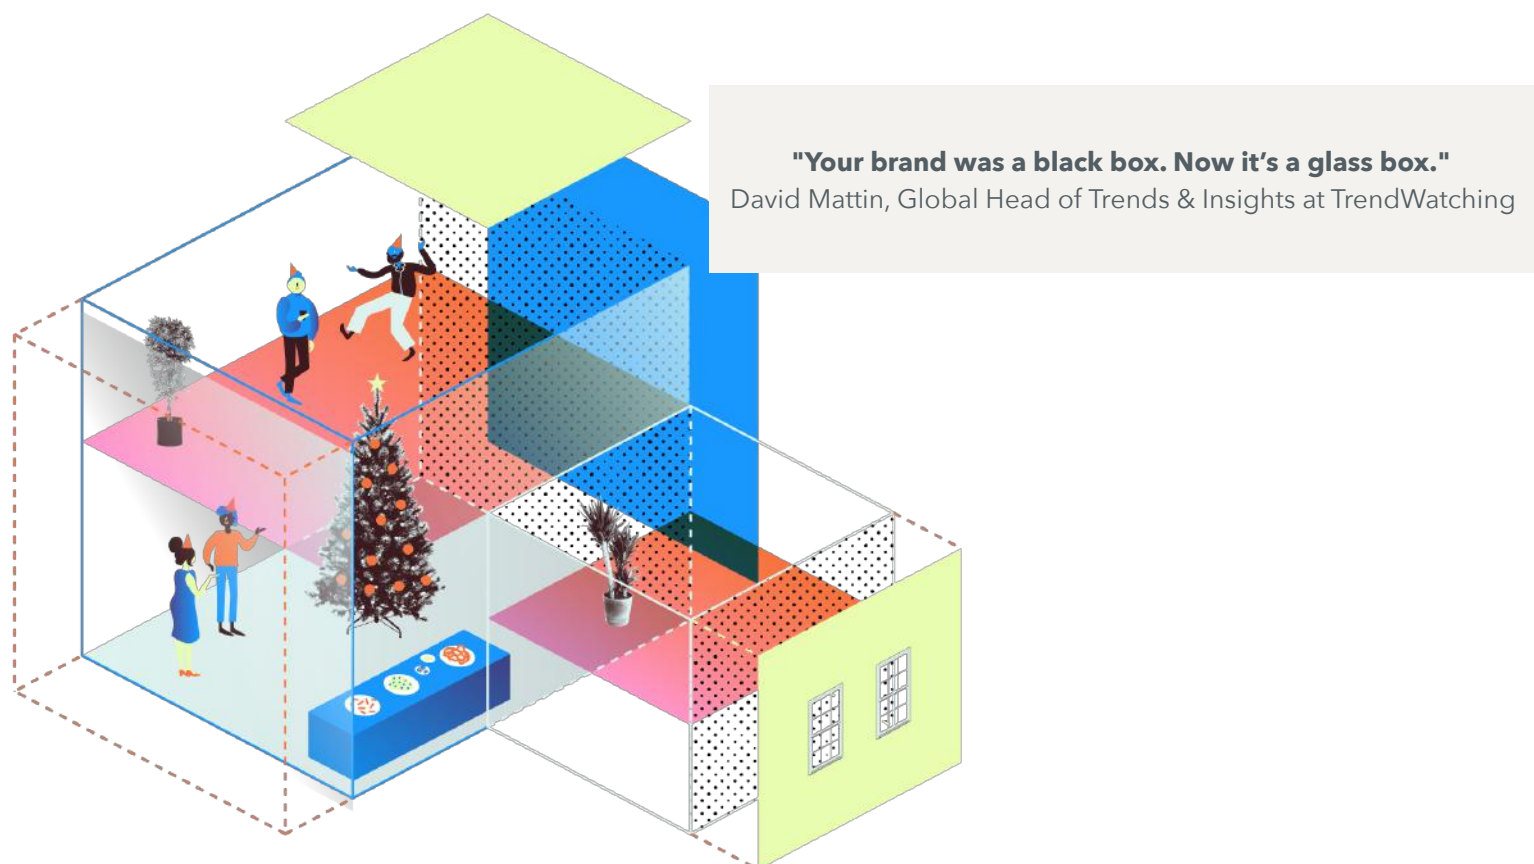 "Your brand was a black box. Now it’s a glass box."
David Mattin, Global Head of Trends & Insights at TrendWatching